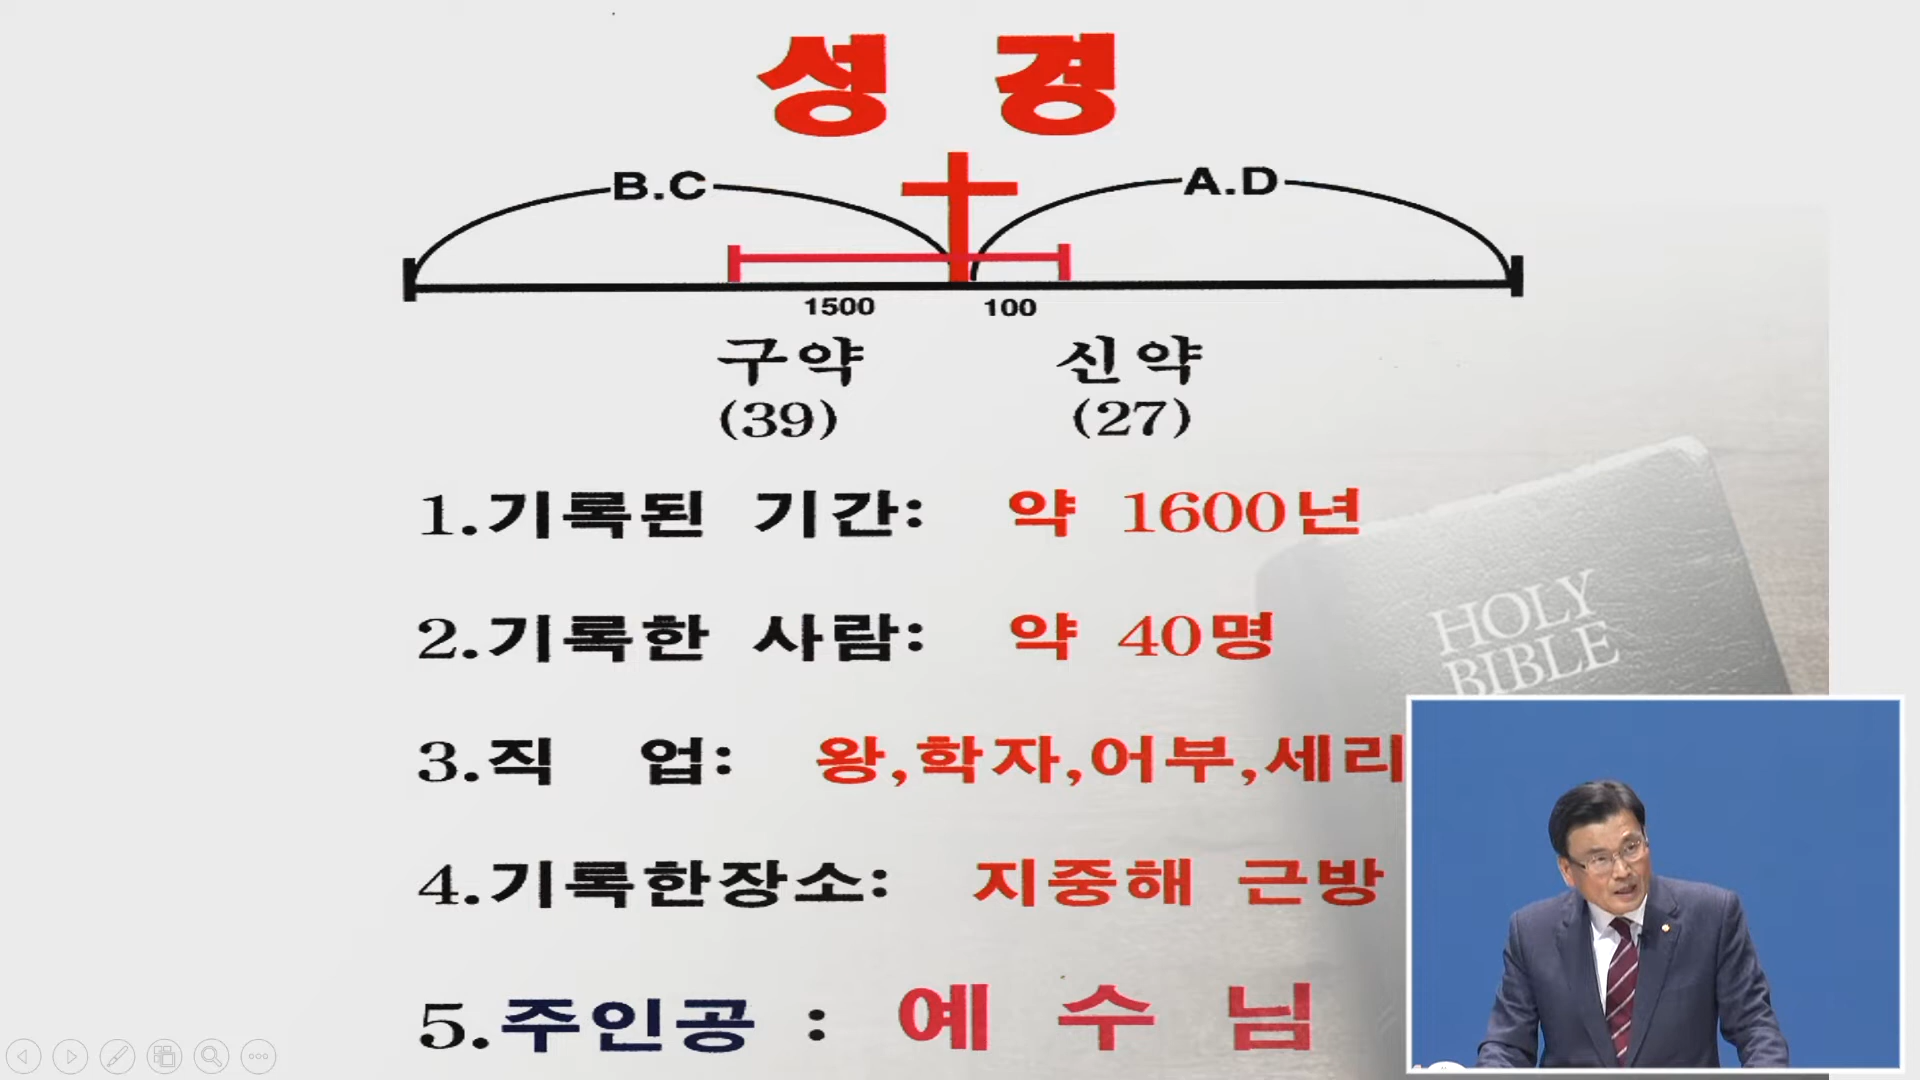 성 경
B.C A.D
1500 100
구약 신약
(39) (27)
1.기록된 기간: 약 1600년
2.기록한 사람: 약 40명
3.직 업: 왕,학자,어부,세리
4.기록한장소: 지중해 근방
5.주인공 : 예 수 님
HOLY
BIBLE